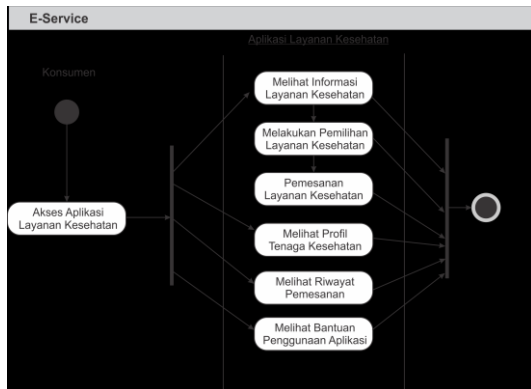 E-Service
Aplikasi Layanan Kesehatan
Konsumen
Melihat Informasi
Layanan Kesehatan
Melakukan Pemilihan
Layanan Kesehatan
Pemesanan
Layanan Kesehatan
Akses Aplikasi
Layanan Kesehatan
Melihat Profil
Tenaga Kesehatan
Melihat Riwayat
Pemesanan
Melihat Bantuan
Penggunaan Aplikasi